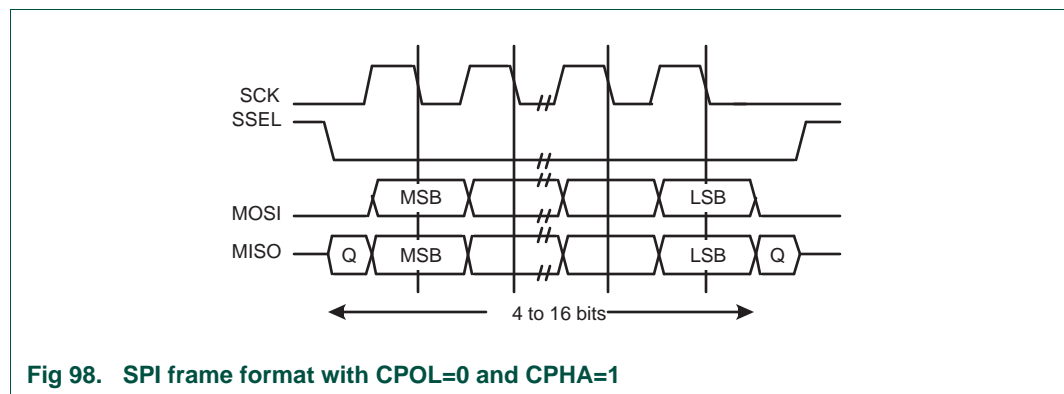 SCK
SSEL
MOSI MSB LSB
MISO Q MSB LSB Q
4 to 16 bits
Fig 98. SPI frame format with CPOL=0 and CPHA=1